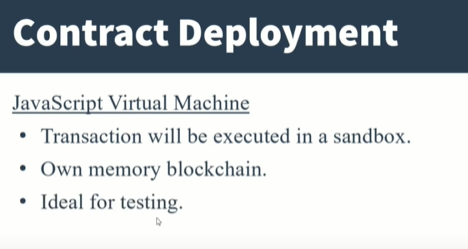 Contract Deployment
JavaScript Virtual Machine
• Transaction will be executed in a sandbox.
• Own memory blockchain.
• Ideal for testing.